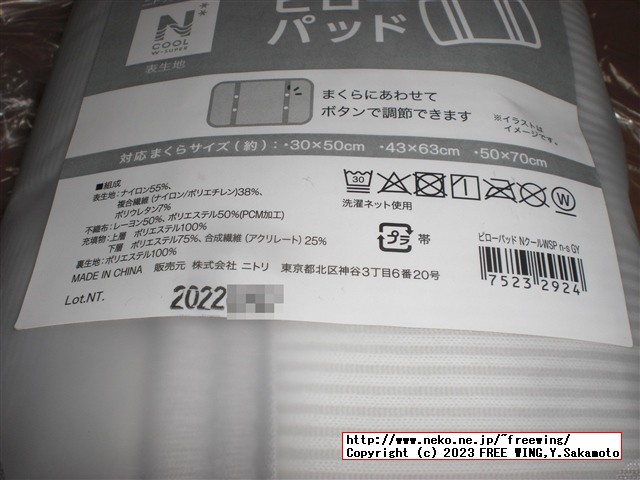 N
COOL
W-SUPER
**
表生地
パッド
まくらにあわせて
ボタンで調節できます
※イラストは
イメージです。
対応まくらサイズ(約):・30×50cm ・43×63cm ・50×70cm
■組成
表生地:ナイロン55%、
複合繊維(ナイロン/ポリエチレン)38%、
ポリウレタン7%
不織布:レーヨン50%、ポリエステル50%(PCM加工)
充填物:上層 ポリエステル100%
下層 ポリエステル75%、合成繊維(アクリレート)25%
裏生地:ポリエステル100%
MADE IN CHINA 販売元 株式会社 ニトリ 東京都北区神谷3丁目6番20号
Lot.NT.
2022
30
W
洗濯ネット使用
プラ 帯
ピローパッド NクールWSP n-s GY
7523 2924
http://www.neko.ne.jp/~freewing/
Copyright (c) 2023 FREE WING,Y.Sakamoto